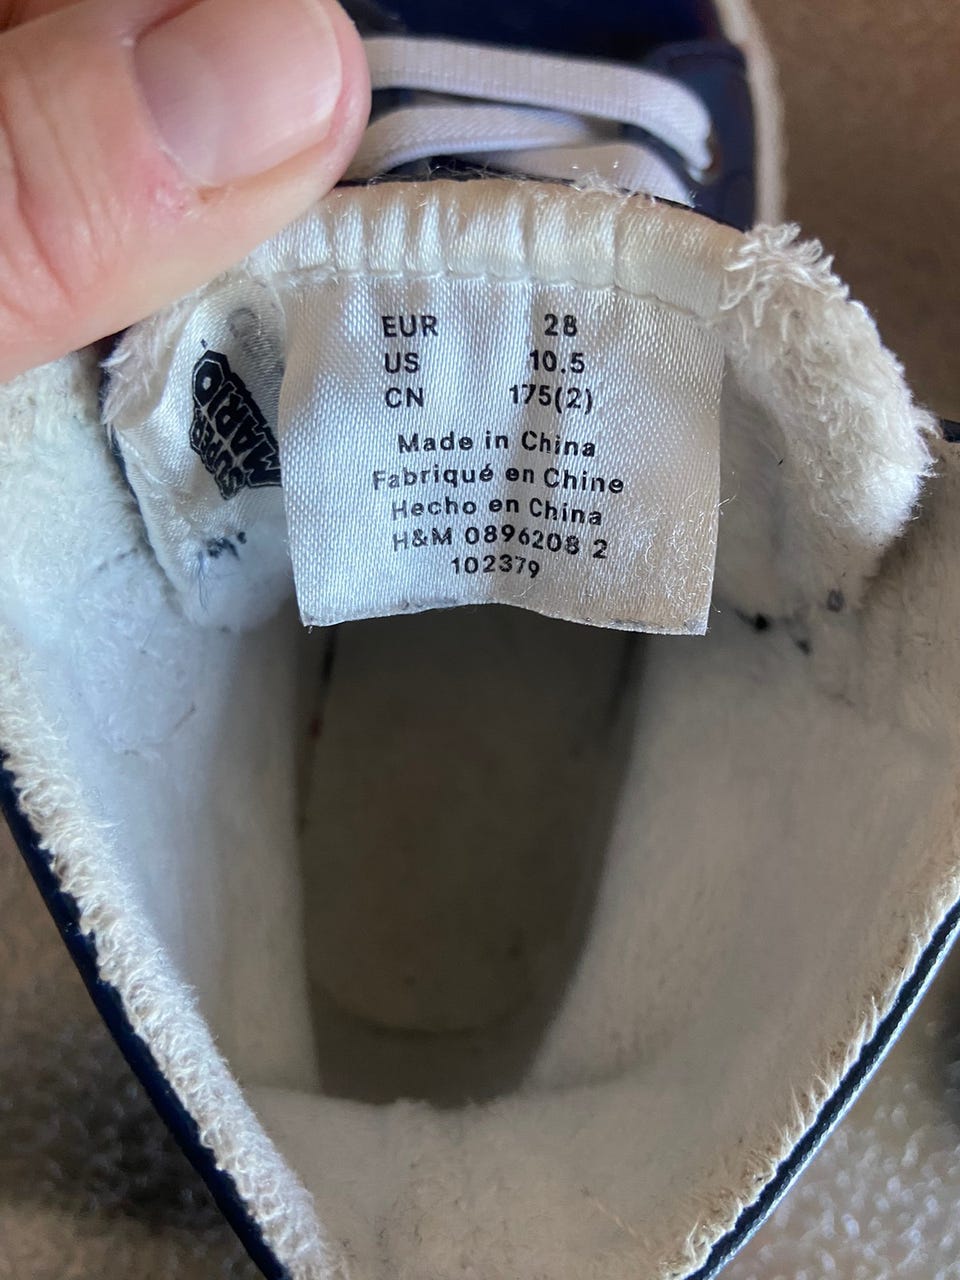 EUR 28
US 10.5
CN 175(2)
Made in China
Fabriqué en Chine
Hecho en China
H&M 0896208 2
102379
SUPER
MARIO